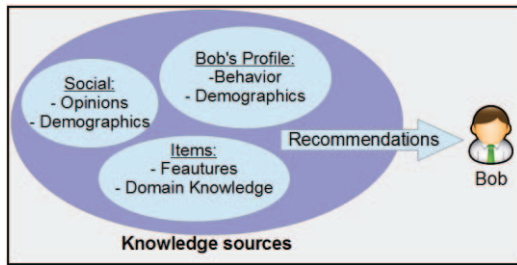 Bob's Profile:
-Behavior
- Demographics
Social:
- Opinions
- Demographics
Items:
- Feautures
- Domain Knowledge
Recommendations
Bob
Knowledge sources